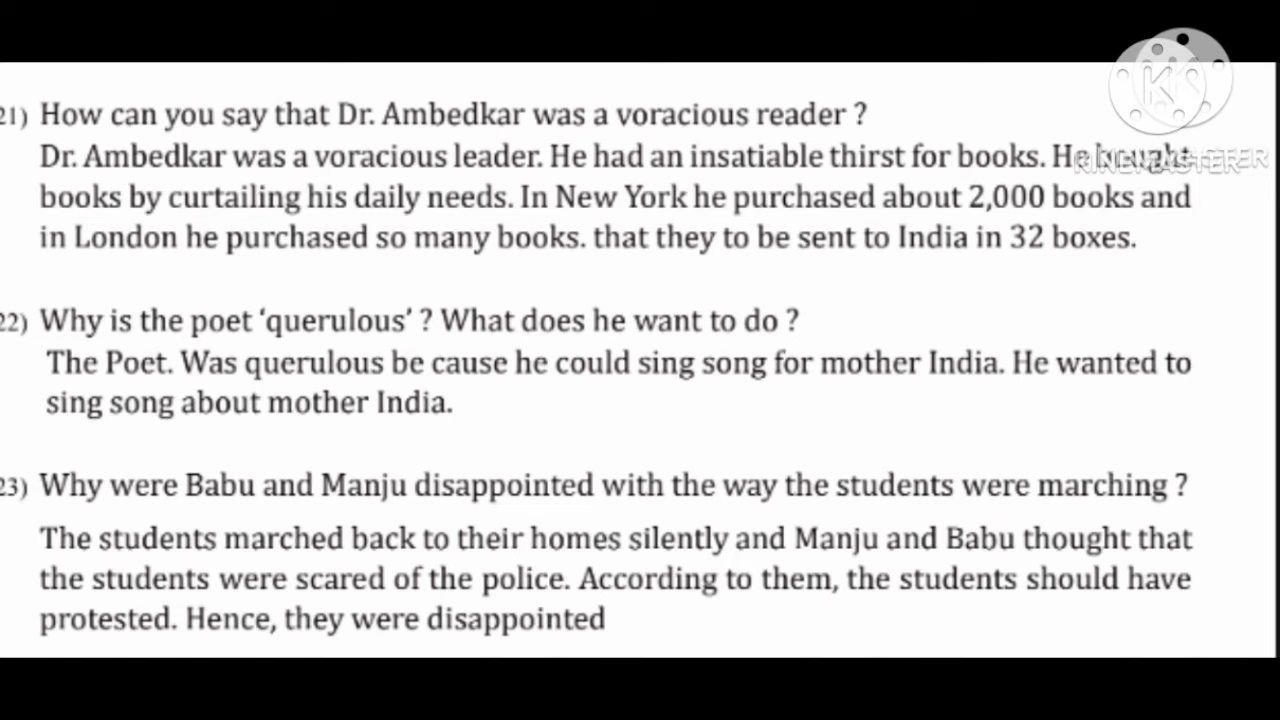 21) How can you say that Dr. Ambedkar was a voracious reader ?
Dr. Ambedkar was a voracious leader. He had an insatiable thirst for books. He bought
books by curtailing his daily needs. In New York he purchased about 2,000 books and
in London he purchased so many books. that they to be sent to India in 32 boxes.
22) Why is the poet ‘querulous’ ? What does he want to do ?
The Poet. Was querulous be cause he could sing song for mother India. He wanted to
sing song about mother India.
23) Why were Babu and Manju disappointed with the way the students were marching ?
The students marched back to their homes silently and Manju and Babu thought that
the students were scared of the police. According to them, the students should have
protested. Hence, they were disappointed
KINEMASTER